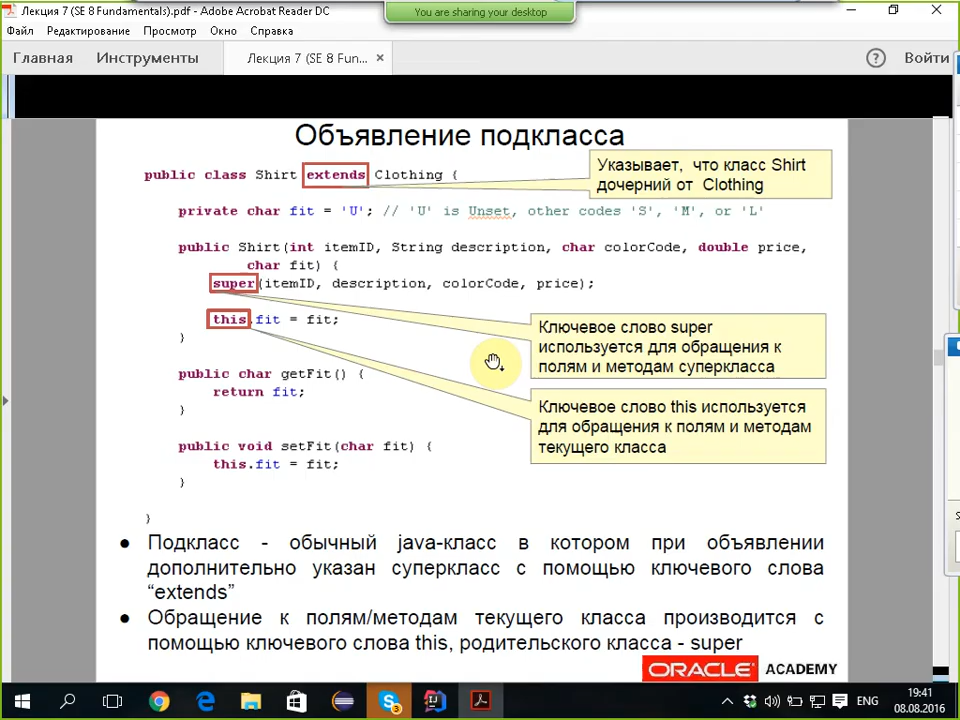 Лекция 7 (SE 8 Fundamentals).pdf - Adobe Acrobat Reader DC
You are sharing your desktop
Файл Редактирование Просмотр Окно Справка
Главная Инструменты Лекция 7 (SE 8 Fun... × ? Войти
Объявление подкласса
public class Shirt extends Clothing {
Указывает, что класс Shirt
дочерний от Clothing
private char fit = 'U'; // 'U' is Unset, other codes 'S', 'M', or 'L'
public Shirt(int itemID, String description, char colorCode, double price,
char fit) {
super(itemID, description, colorCode, price);
this.fit = fit;
}
Ключевое слово super
используется для обращения к
полям и методам суперкласса
public char getFit() {
return fit;
}
Ключевое слово this используется
для обращения к полям и методам
текущего класса
public void setFit(char fit) {
this.fit = fit;
}
}
● Подкласс - обычный java-класс в котором при объявлении
дополнительно указан суперкласс с помощью ключевого слова
“extends”
● Обращение к полям/методам текущего класса производится с
помощью ключевого слова this, родительского класса - super
ORACLE ACADEMY
3
ENG
19:41
08.08.2016